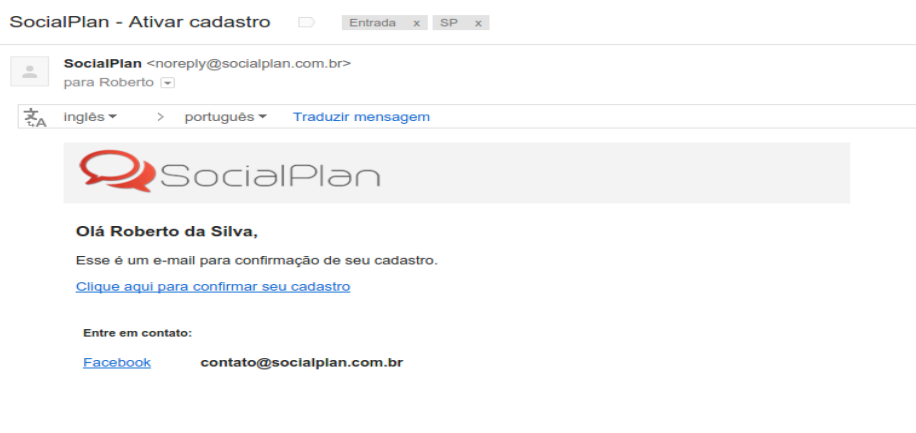 SocialPlan - Ativar cadastro Entrada x SP x
SocialPlan <noreply@socialplan.com.br>
para Roberto
inglês > português Traduzir mensagem
SocialPlan
Olá Roberto da Silva,
Esse é um e-mail para confirmação de seu cadastro.
Clique aqui para confirmar seu cadastro
Entre em contato:
Facebook contato@socialplan.com.br